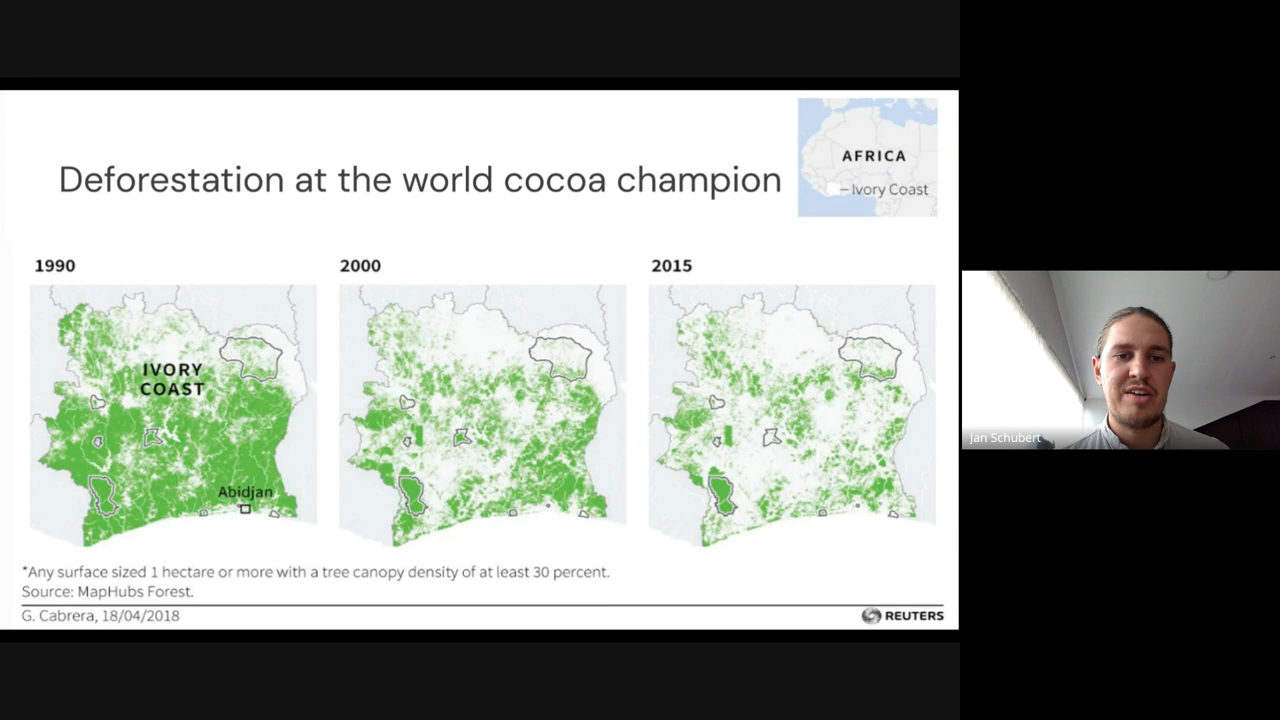 Deforestation at the world cocoa champion
AFRICA
Ivory Coast
1990
2000
2015
IVORY
COAST
Abidjan
*Any surface sized 1 hectare or more with a tree canopy density of at least 30 percent.
Source: MapHubs Forest.
G. Cabrera, 18/04/2018
REUTERS
Jan Schubert